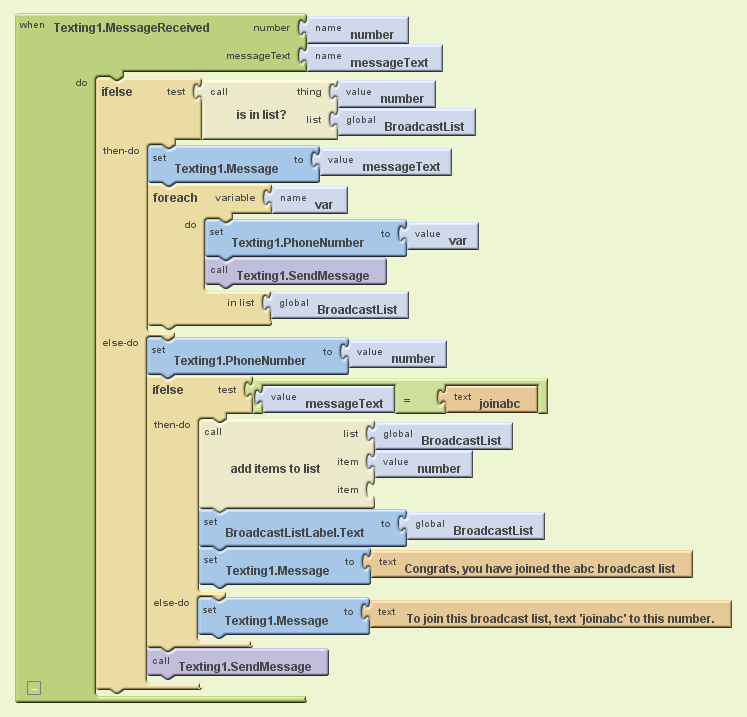 when Texting1.MessageReceived number name number
messageText name messageText
do ifelse test call thing value number
is in list? list global BroadcastList
then-do set Texting1.Message to value messageText
foreach variable name var
do set Texting1.PhoneNumber to value var
call Texting1.SendMessage
in list global BroadcastList
else-do set Texting1.PhoneNumber to value number
ifelse test value messageText = text joinabc
then-do call list global BroadcastList
add items to list item value number
item
set BroadcastListLabel.Text to global BroadcastList
set Texting1.Message to text Congrats, you have joined the abc broadcast list
else-do set Texting1.Message to text To join this broadcast list, text 'joinabc' to this number.
call Texting1.SendMessage